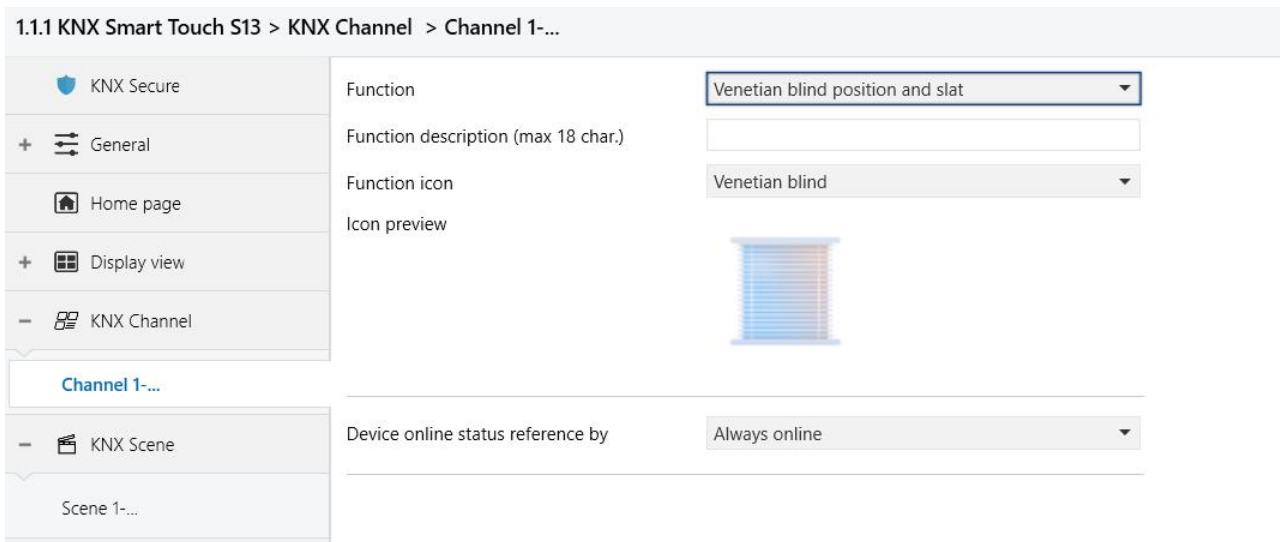 1.1.1 KNX Smart Touch S13 > KNX Channel > Channel 1-...
KNX Secure
+ General
Home page
+ Display view
− KNX Channel
Channel 1-...
− KNX Scene
Scene 1-...
Function Venetian blind position and slat
Function description (max 18 char.)
Function icon Venetian blind
Icon preview
Device online status reference by Always online